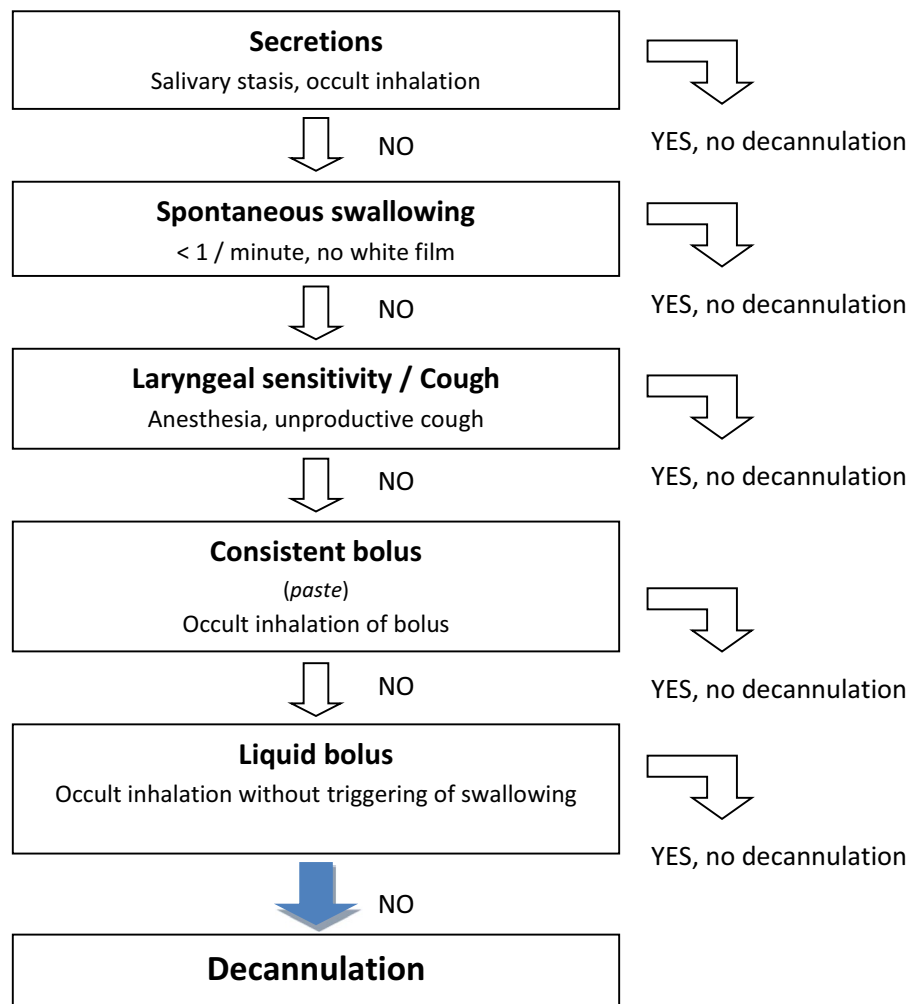 Secretions
Salivary stasis, occult inhalation
YES, no decannulation
NO
Spontaneous swallowing
< 1 / minute, no white film
YES, no decannulation
NO
Laryngeal sensitivity / Cough
Anesthesia, unproductive cough
YES, no decannulation
NO
Consistent bolus
(paste)
Occult inhalation of bolus
YES, no decannulation
NO
Liquid bolus
Occult inhalation without triggering of swallowing
YES, no decannulation
NO
Decannulation